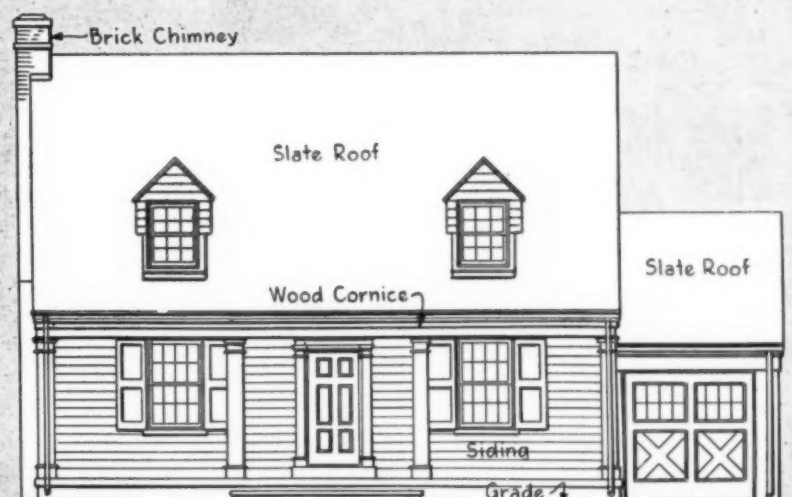 Brick Chimney
Slate Roof
Slate Roof
Wood Cornice
Siding
Grade